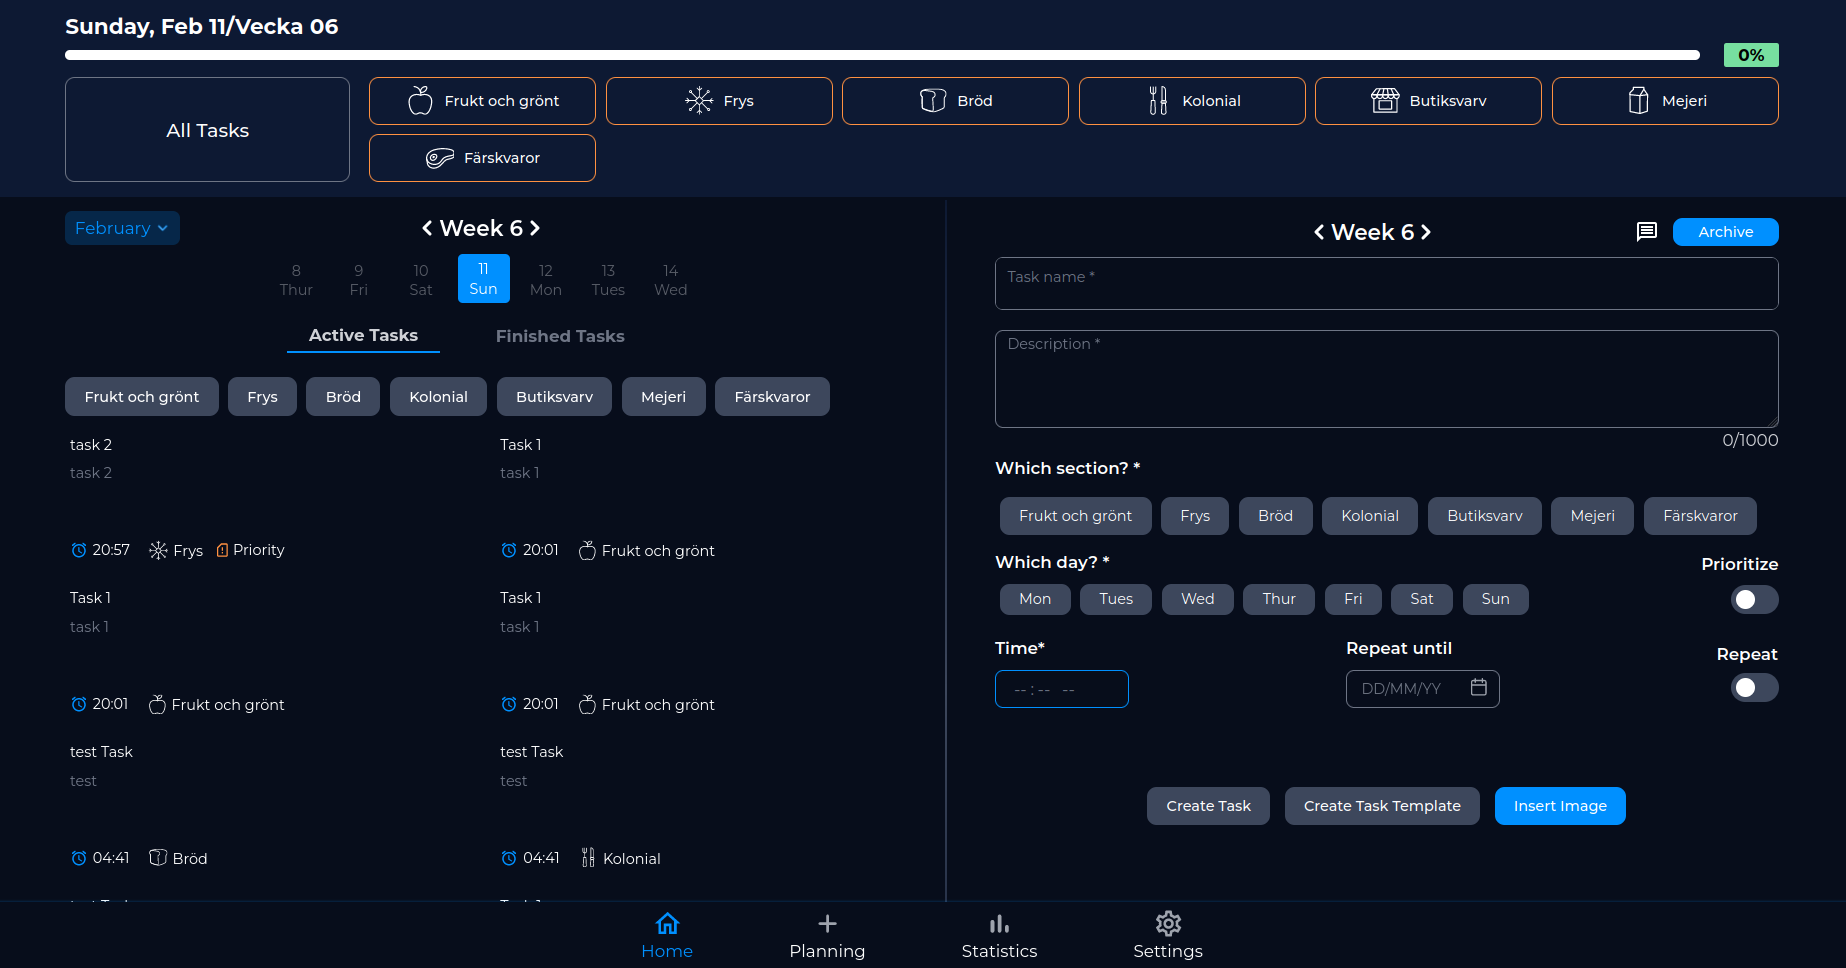 Sunday, Feb 11/Vecka 06
0%
All Tasks
Frukt och grönt
Frys
Bröd
Kolonial
Butiksvarv
Mejeri
Färskvaror
February
Week 6
8 9 10 11 12 13 14
Thur Fri Sat Sun Mon Tues Wed
Active Tasks
Finished Tasks
Frukt och grönt
Frys
Bröd
Kolonial
Butiksvarv
Mejeri
Färskvaror
task 2
task 2
20:57 Frys Priority
Task 1
task 1
20:01 Frukt och grönt
Task 1
task 1
20:01 Frukt och grönt
Task 1
task 1
20:01 Frukt och grönt
test Task
test
04:41 Bröd
test Task
test
04:41 Kolonial
Week 6
Archive
Task name *
Description *
0/1000
Which section? *
Frukt och grönt
Frys
Bröd
Kolonial
Butiksvarv
Mejeri
Färskvaror
Which day? *
Mon
Tues
Wed
Thur
Fri
Sat
Sun
Prioritize
Time*
-- : -- --
Repeat until
DD/MM/YY
Repeat
Create Task
Create Task Template
Insert Image
Home
Planning
Statistics
Settings